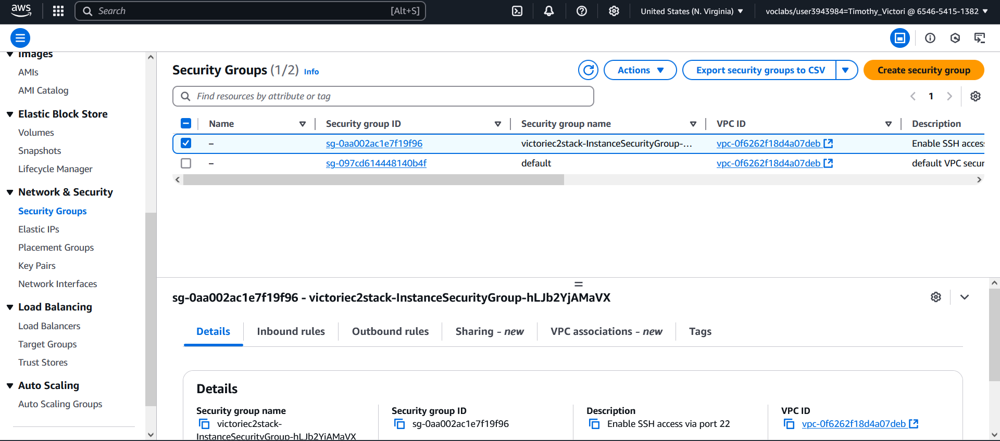 aws
Search [Alt+S]
United States (N. Virginia)
voclabs/user3943984=Timothy_Victori @ 6546-5415-1382
Images
AMIs
AMI Catalog
Elastic Block Store
Volumes
Snapshots
Lifecycle Manager
Network & Security
Security Groups
Elastic IPs
Placement Groups
Key Pairs
Network Interfaces
Load Balancing
Load Balancers
Target Groups
Trust Stores
Auto Scaling
Auto Scaling Groups
Security Groups (1/2) Info
Actions
Export security groups to CSV
Create security group
Find resources by attribute or tag
1
Name Security group ID Security group name VPC ID Description
– sg-0aa002ac1e7f19f96 victoriec2stack-InstanceSecurityGroup-... vpc-0f6262f18d4a07deb Enable SSH access
– sg-097cd614448140b4f default vpc-0f6262f18d4a07deb default VPC secur
sg-0aa002ac1e7f19f96 - victoriec2stack-InstanceSecurityGroup-hLJb2YjAMaVX
Details Inbound rules Outbound rules Sharing - new VPC associations - new Tags
Details
Security group name
victoriec2stack-
InstanceSecurityGroup-hLJb2YjAMaVX
Security group ID
sg-0aa002ac1e7f19f96
Description
Enable SSH access via port 22
VPC ID
vpc-0f6262f18d4a07deb